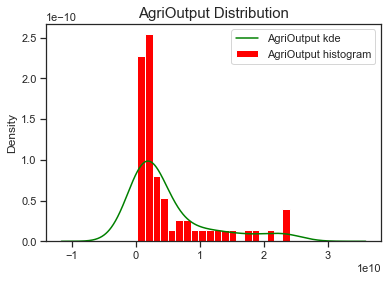 AgriOutput Distribution
1e−10
AgriOutput kde
AgriOutput histogram
2.5
2.0
1.5
1.0
0.5
0.0
Density
−1 0 1 2 3
1e10